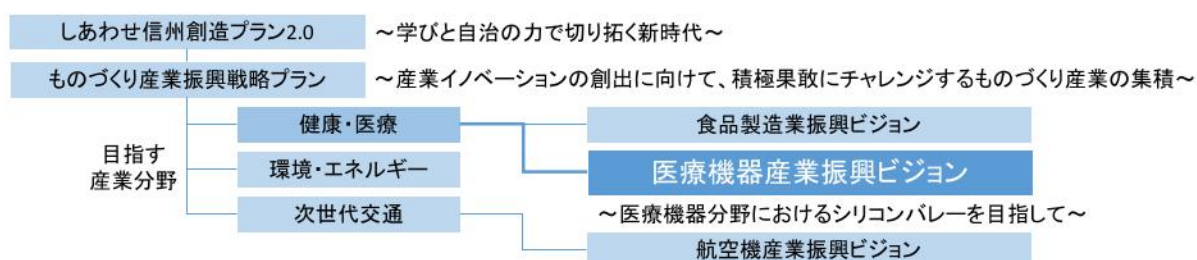 しあわせ信州創造プラン2.0 ～学びと自治の力で切り拓く新時代～
ものづくり産業振興戦略プラン ～産業イノベーションの創出に向けて、積極果敢にチャレンジするものづくり産業の集積～
目指す
産業分野
健康・医療
環境・エネルギー
次世代交通
食品製造業振興ビジョン
医療機器産業振興ビジョン
～医療機器分野におけるシリコンバレーを目指して～
航空機産業振興ビジョン